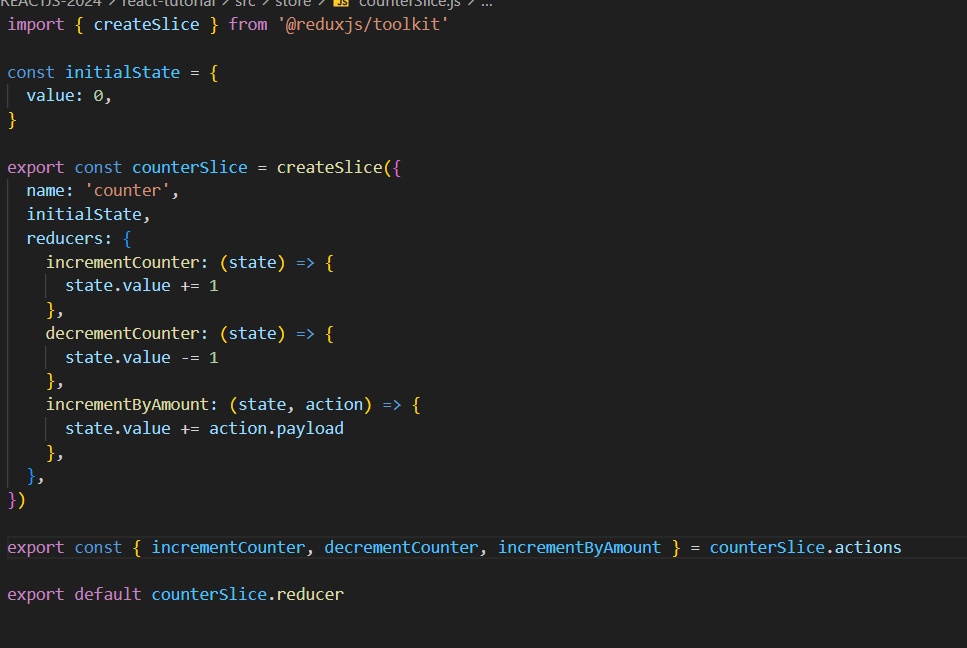 REACTJS-2024 > react-tutorial > src > store > JS counterSlice.js > ...
import { createSlice } from '@reduxjs/toolkit'
const initialState = {
  value: 0,
}
export const counterSlice = createSlice({
  name: 'counter',
  initialState,
  reducers: {
    incrementCounter: (state) => {
      state.value += 1
    },
    decrementCounter: (state) => {
      state.value -= 1
    },
    incrementByAmount: (state, action) => {
      state.value += action.payload
    },
  },
})
export const { incrementCounter, decrementCounter, incrementByAmount } = counterSlice.actions
export default counterSlice.reducer